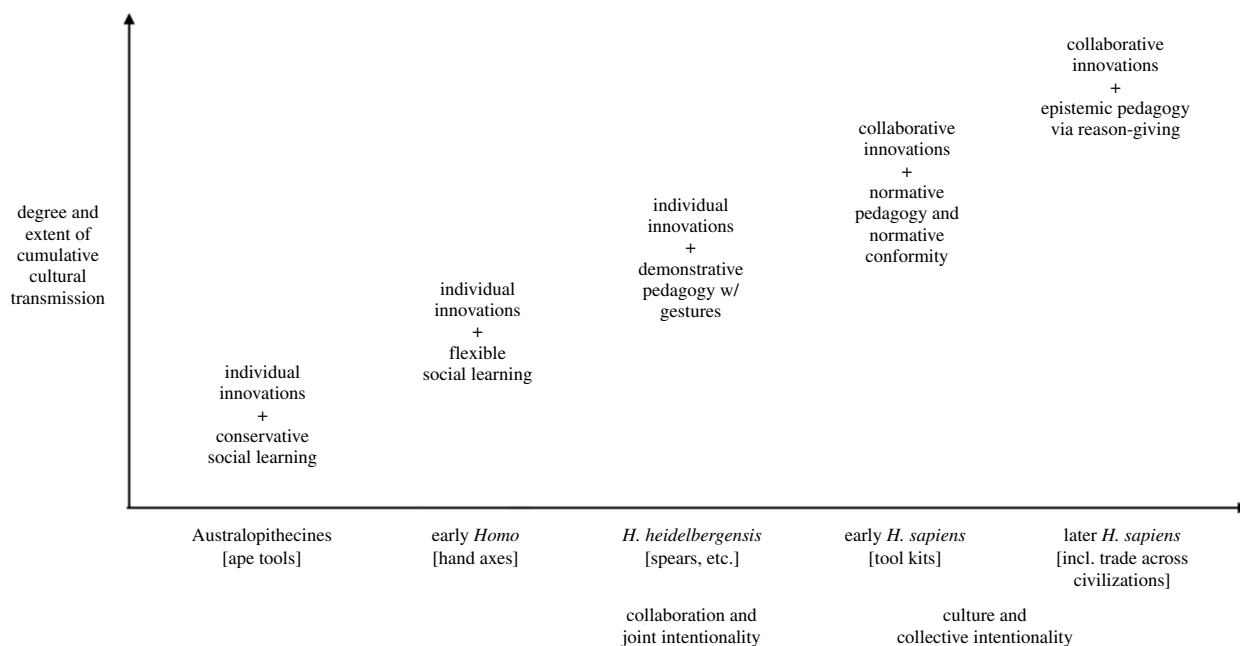 degree and
extent of
cumulative
cultural
transmission
individual
innovations
+
conservative
social learning
individual
innovations
+
flexible
social learning
individual
innovations
+
demonstrative
pedagogy w/
gestures
collaborative
innovations
+
normative
pedagogy and
normative
conformity
collaborative
innovations
+
epistemic pedagogy
via reason-giving
Australopithecines
[ape tools]
early Homo
[hand axes]
H. heidelbergensis
[spears, etc.]
early H. sapiens
[tool kits]
later H. sapiens
[incl. trade across
civilizations]
collaboration and
joint intentionality
culture and
collective intentionality